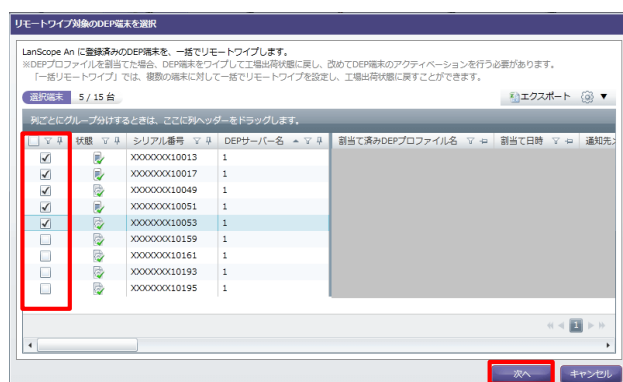 リモートワイプ対象のDEP端末を選択
LanScope An に登録済みのDEP端末を、一括でリモートワイプします。
※DEPプロファイルを割当てた場合、DEP端末をワイプして工場出荷状態に戻し、改めてDEP端末のアクティベーションを行う必要があります。
「一括リモートワイプ」では、複数の端末に対して一括でリモートワイプを設定し、工場出荷状態に戻すことができます。
選択端末 5 / 15 台
エクスポート
列ごとにグループ分けするときは、ここに列ヘッダーをドラッグします。
状態 シリアル番号 DEPサーバー名 割当て済みDEPプロファイル名 割当て日時 通知先メ
XXXXXXX10013 1
XXXXXXX10017 1
XXXXXXX10049 1
XXXXXXX10051 1
XXXXXXX10053 1
XXXXXXX10159 1
XXXXXXX10161 1
XXXXXXX10193 1
XXXXXXX10195 1
1
次へ キャンセル